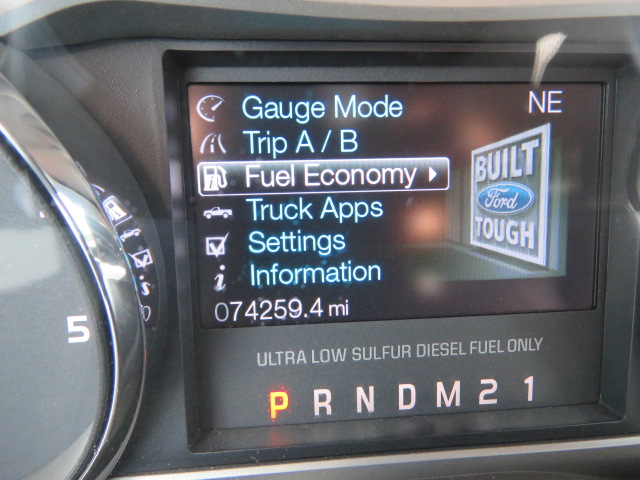 Gauge Mode NE
Trip A / B
Fuel Economy
Truck Apps
Settings
Information
074259.4 mi
BUILT
Ford
TOUGH
5
ULTRA LOW SULFUR DIESEL FUEL ONLY
P R N D M 2 1